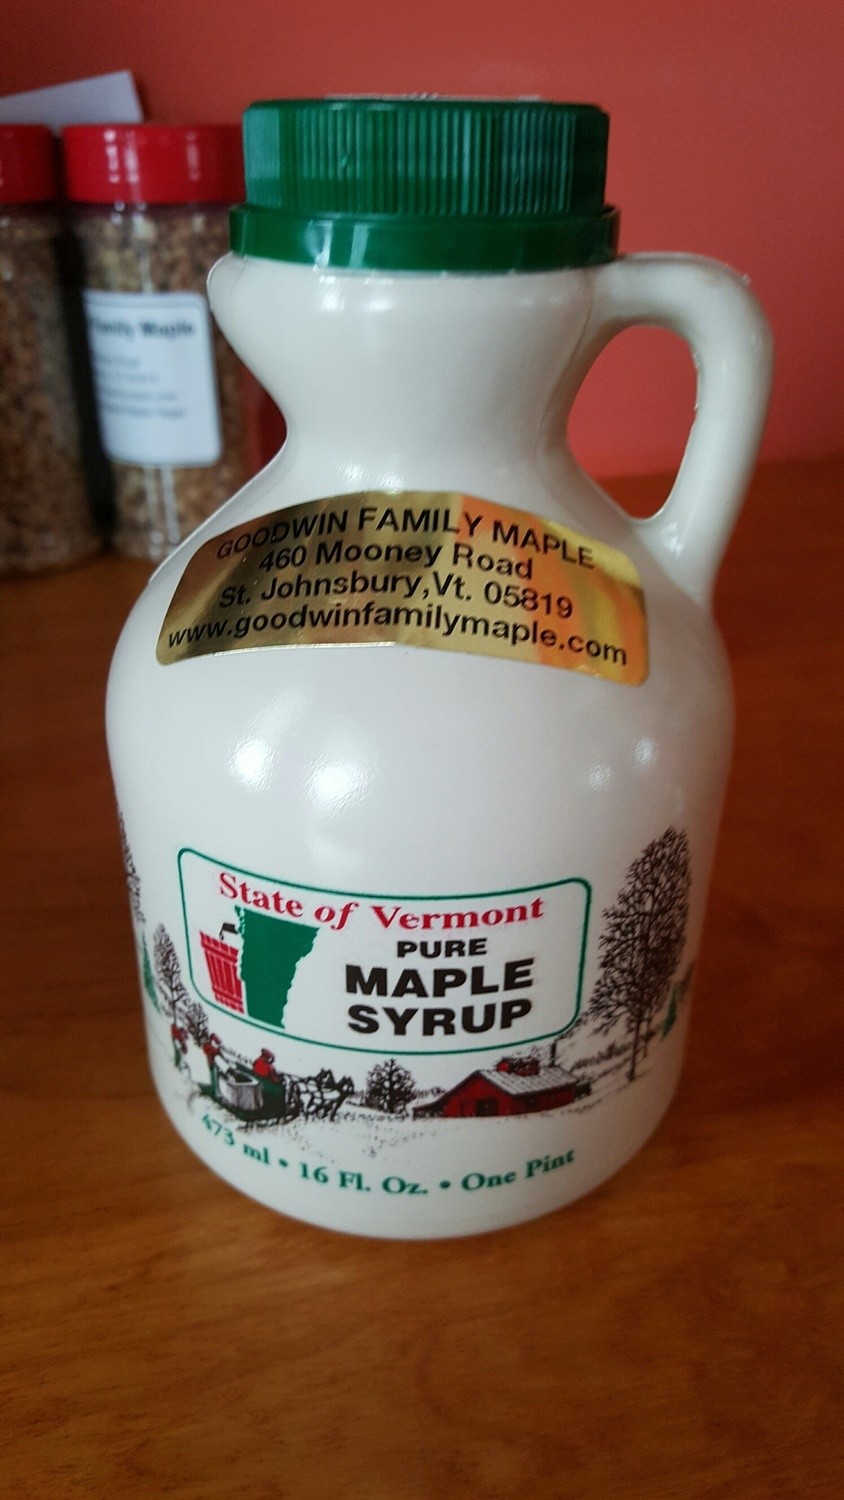 GOODWIN FAMILY MAPLE
460 Mooney Road
St. Johnsbury,Vt. 05819
www.goodwinfamilymaple.com
State of Vermont
PURE
MAPLE
SYRUP
473 ml • 16 Fl. Oz. • One Pint
Family Maple